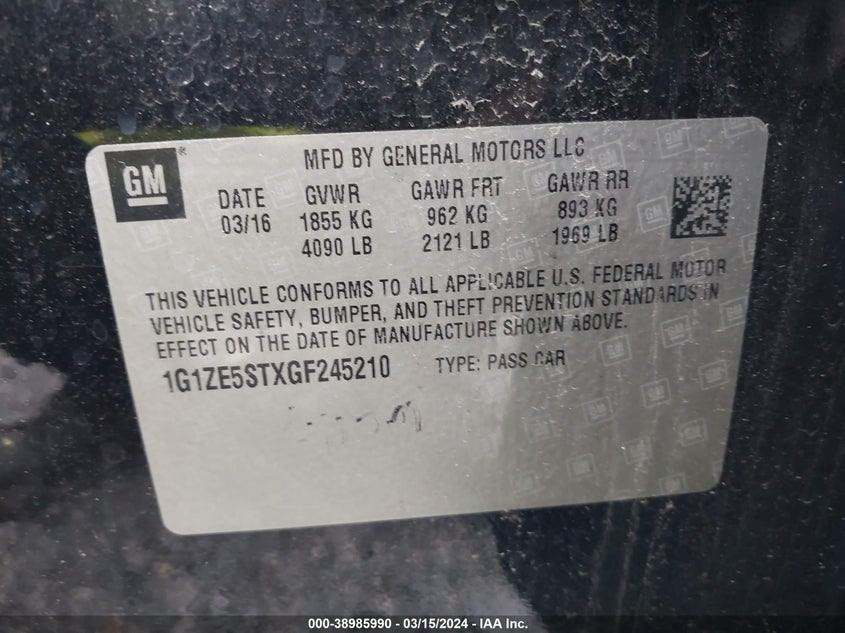 GM ®
MFD BY GENERAL MOTORS LLC
DATE GVWR GAWR FRT GAWR RR
03/16 1855 KG 962 KG 893 KG
4090 LB 2121 LB 1969 LB
THIS VEHICLE CONFORMS TO ALL APPLICABLE U.S. FEDERAL MOTOR
VEHICLE SAFETY, BUMPER, AND THEFT PREVENTION STANDARDS IN
EFFECT ON THE DATE OF MANUFACTURE SHOWN ABOVE.
1G1ZE5STXGF245210 TYPE: PASS CAR
000-38985990 - 03/15/2024 - IAA Inc.